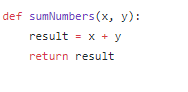 def sumNumbers(x, y):
    result = x + y
    return result